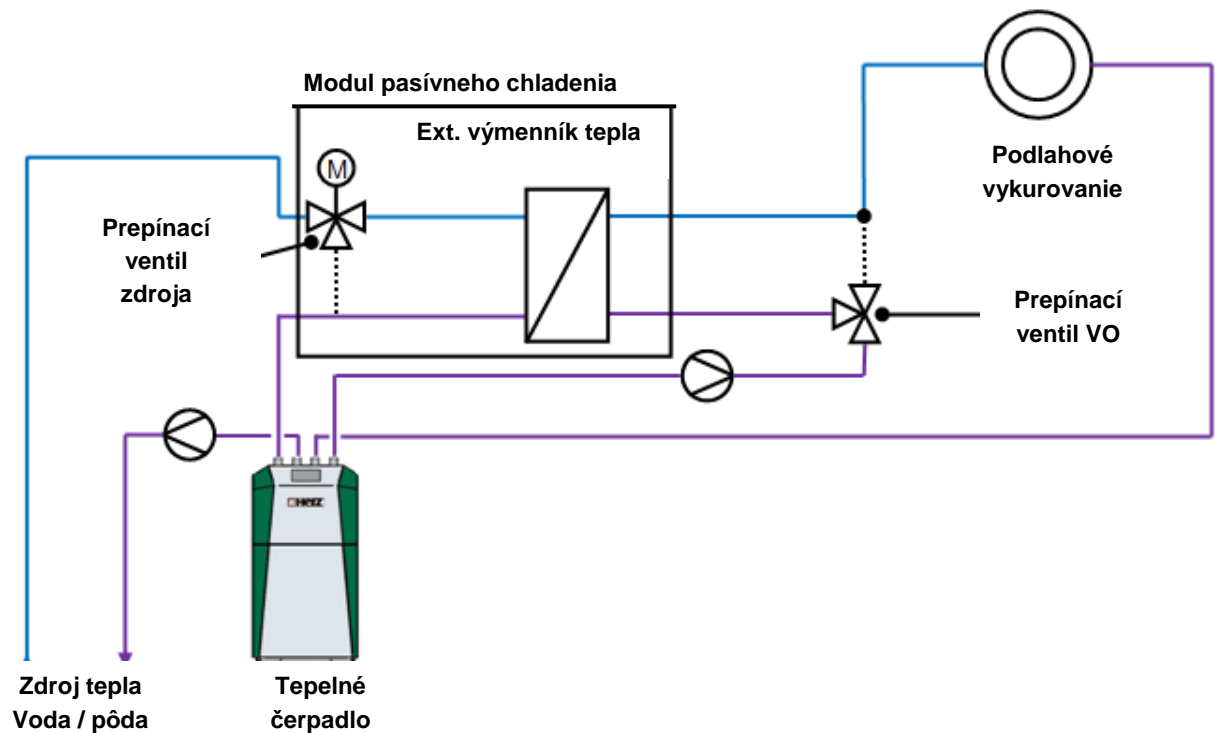 Modul pasívneho chladenia
Ext. výmenník tepla
M
Podlahové
vykurovanie
Prepínací
ventil
zdroja
Prepínací
ventil VO
HERZ
Zdroj tepla
Voda / pôda
Tepelné
čerpadlo